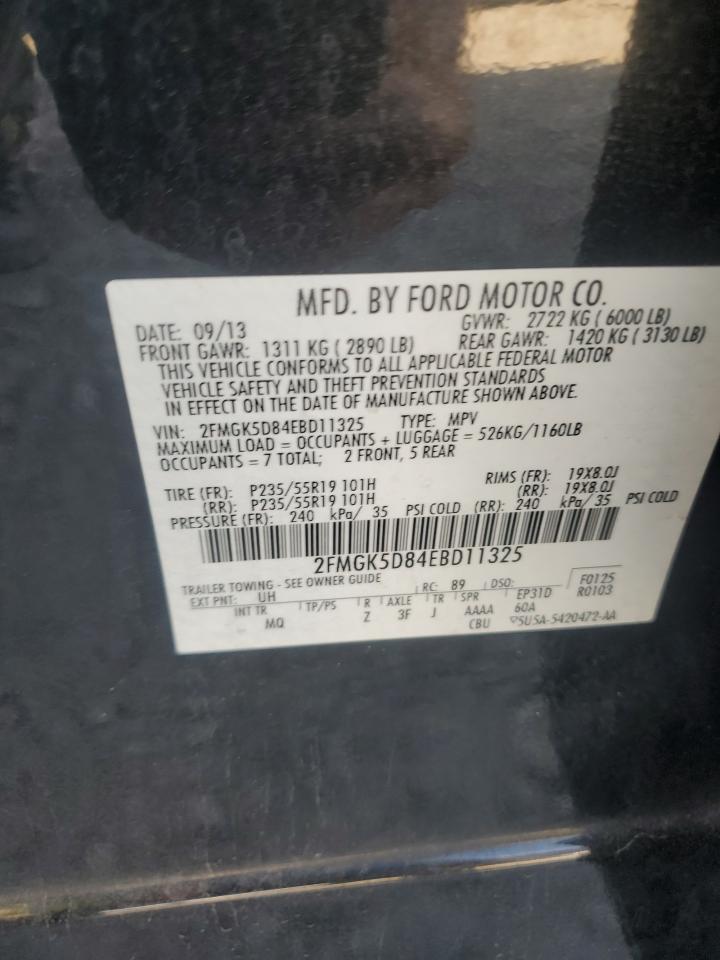 MFD. BY FORD MOTOR CO.
DATE: 09/13
GVWR: 2722 KG ( 6000 LB)
FRONT GAWR: 1311 KG ( 2890 LB)
REAR GAWR: 1420 KG ( 3130 LB)
THIS VEHICLE CONFORMS TO ALL APPLICABLE FEDERAL MOTOR
VEHICLE SAFETY AND THEFT PREVENTION STANDARDS
IN EFFECT ON THE DATE OF MANUFACTURE SHOWN ABOVE.
VIN: 2FMGK5D84EBD11325 TYPE: MPV
MAXIMUM LOAD = OCCUPANTS + LUGGAGE = 526KG/1160LB
OCCUPANTS = 7 TOTAL; 2 FRONT, 5 REAR
TIRE (FR): P235/55R19 101H RIMS (FR): 19X8.0J
(RR): P235/55R19 101H (RR): 19X8.0J
PRESSURE (FR): 240 kPa/ 35 PSI COLD (RR): 240 kPa/ 35 PSI COLD
2FMGK5D84EBD11325
TRAILER TOWING - SEE OWNER GUIDE RC: 89 DSO: F0125
EXT PNT: UH EP31D R0103
INT TR TP/PS R AXLE TR SPR 60A
MQ Z 3F J AAAA
CBU 5U5A-5420472-AA